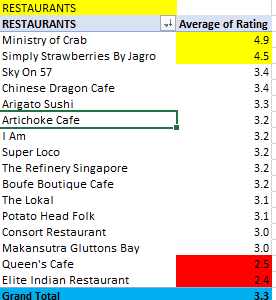 RESTAURANTS
RESTAURANTS Average of Rating
Ministry of Crab 4.9
Simply Strawberries By Jagro 4.5
Sky On 57 3.4
Chinese Dragon Cafe 3.4
Arigato Sushi 3.3
Artichoke Cafe 3.2
I Am 3.2
Super Loco 3.2
The Refinery Singapore 3.2
Boufe Boutique Cafe 3.2
The Lokal 3.1
Potato Head Folk 3.1
Consort Restaurant 3.0
Makansutra Gluttons Bay 3.0
Queen's Cafe 2.5
Elite Indian Restaurant 2.4
Grand Total 3.3